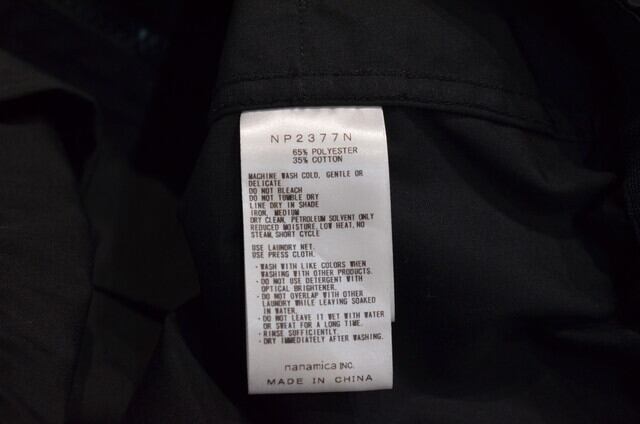 NP2377N
65% POLYESTER
35% COTTON
MACHINE WASH COLD, GENTLE OR
DELICATE
DO NOT BLEACH
DO NOT TUMBLE DRY
LINE DRY IN SHADE
IRON, MEDIUM
DRY CLEAN, PETROLEUM SOLVENT ONLY
REDUCED MOISTURE, LOW HEAT, NO
STEAM, SHORT CYCLE
USE LAUNDRY NET.
USE PRESS CLOTH.
・WASH WITH LIKE COLORS WHEN
WASHING WITH OTHER PRODUCTS.
・DO NOT USE DETERGENT WITH
OPTICAL BRIGHTENER.
・DO NOT OVERLAP WITH OTHER
LAUNDRY WHILE LEAVING SOAKED
IN WATER.
・DO NOT LEAVE IT WET WITH WATER
OR SWEAT FOR A LONG TIME.
・RINSE SUFFICIENTLY.
・DRY IMMEDIATELY AFTER WASHING.
nanamica INC.
MADE IN CHINA